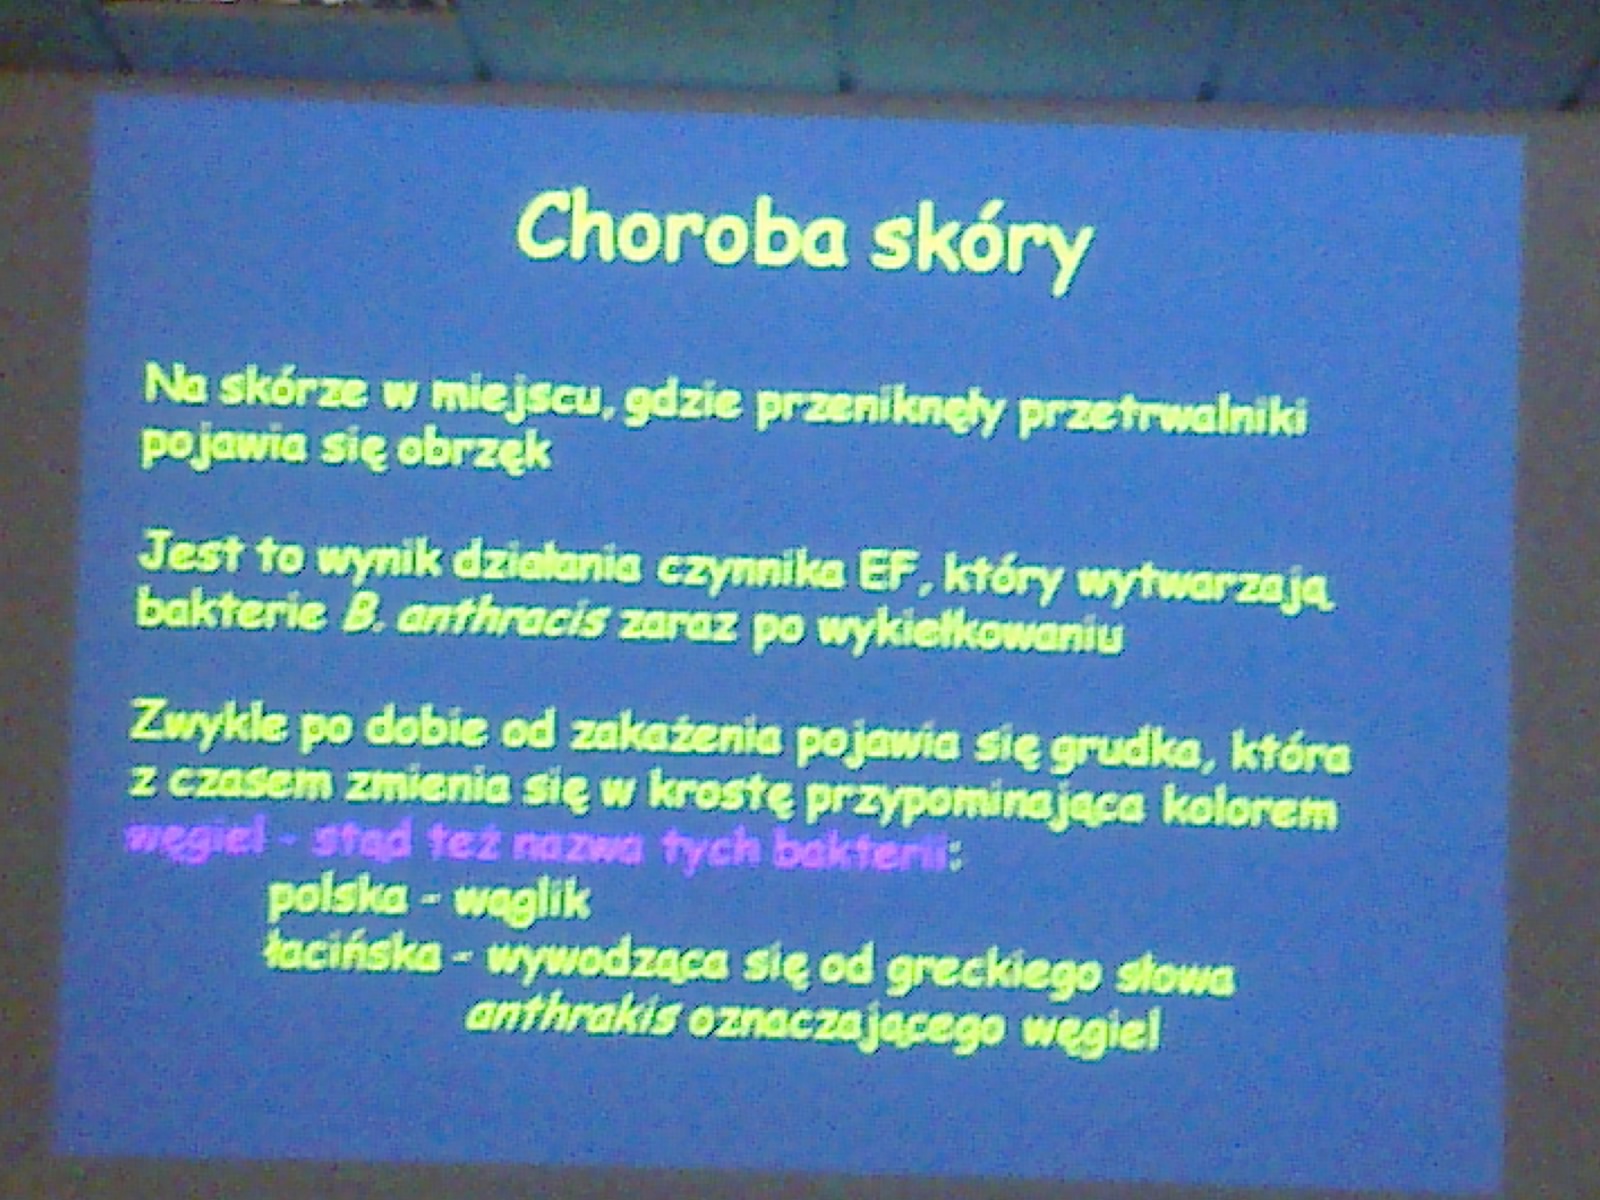 Choroba skóry
Na skórze w miejscu, gdzie przeniknęły przetrwalniki
pojawia się obrzęk
Jest to wynik działania czynnika EF, który wytwarzają
bakterie B. anthracis zaraz po wykiełkowaniu
Zwykle po dobie od zakażenia pojawia się grudka, która
z czasem zmienia się w krostę przypominająca kolorem
węgiel - stąd też nazwa tych bakterii:
polska - wąglik
łacińska - wywodząca się od greckiego słowa
anthrakis oznaczającego węgiel